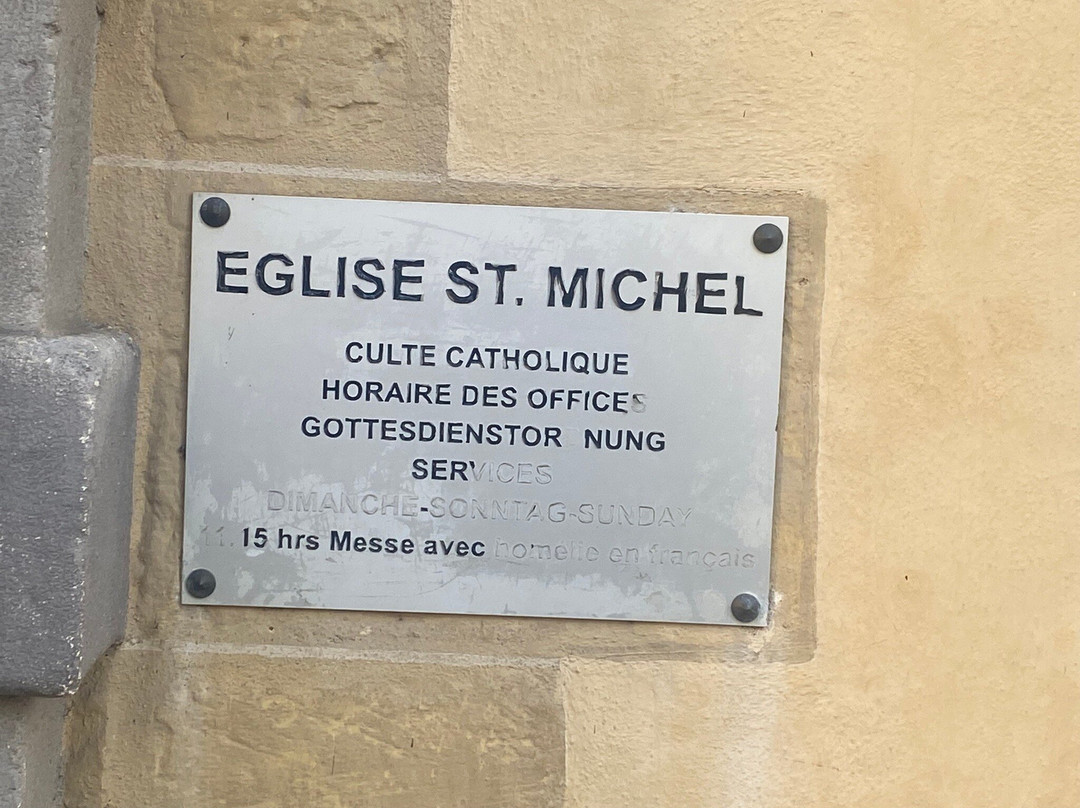 EGLISE ST. MICHEL
CULTE CATHOLIQUE
HORAIRE DES OFFICES
GOTTESDIENSTOR NUNG
SERVICES
DIMANCHE-SONNTAG-SUNDAY
11.15 hrs Messe avec homélie en français